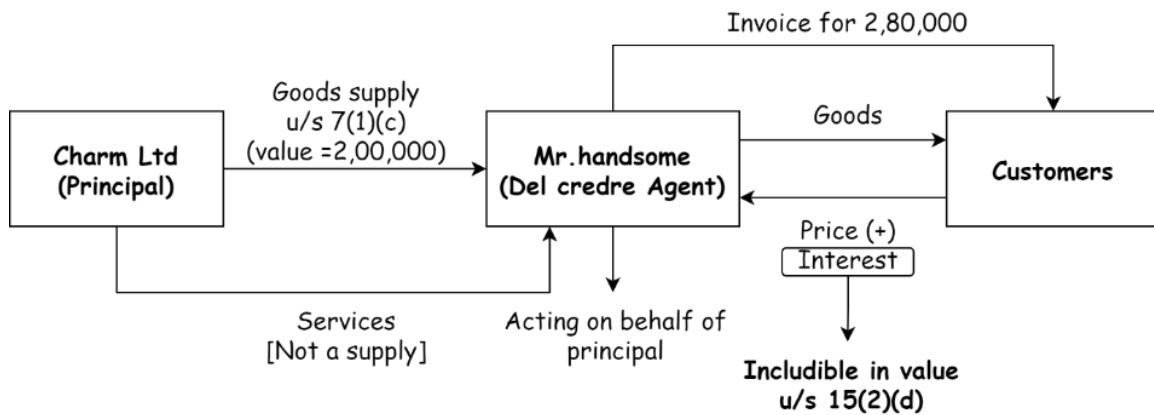 Invoice for 2,80,000
Goods supply
u/s 7(1)(c)
(value =2,00,000)
Charm Ltd
(Principal)
Mr.handsome
(Del credre Agent)
Goods
Customers
Price (+)
Interest
Services
[Not a supply]
Acting on behalf of
principal
Includible in value
u/s 15(2)(d)